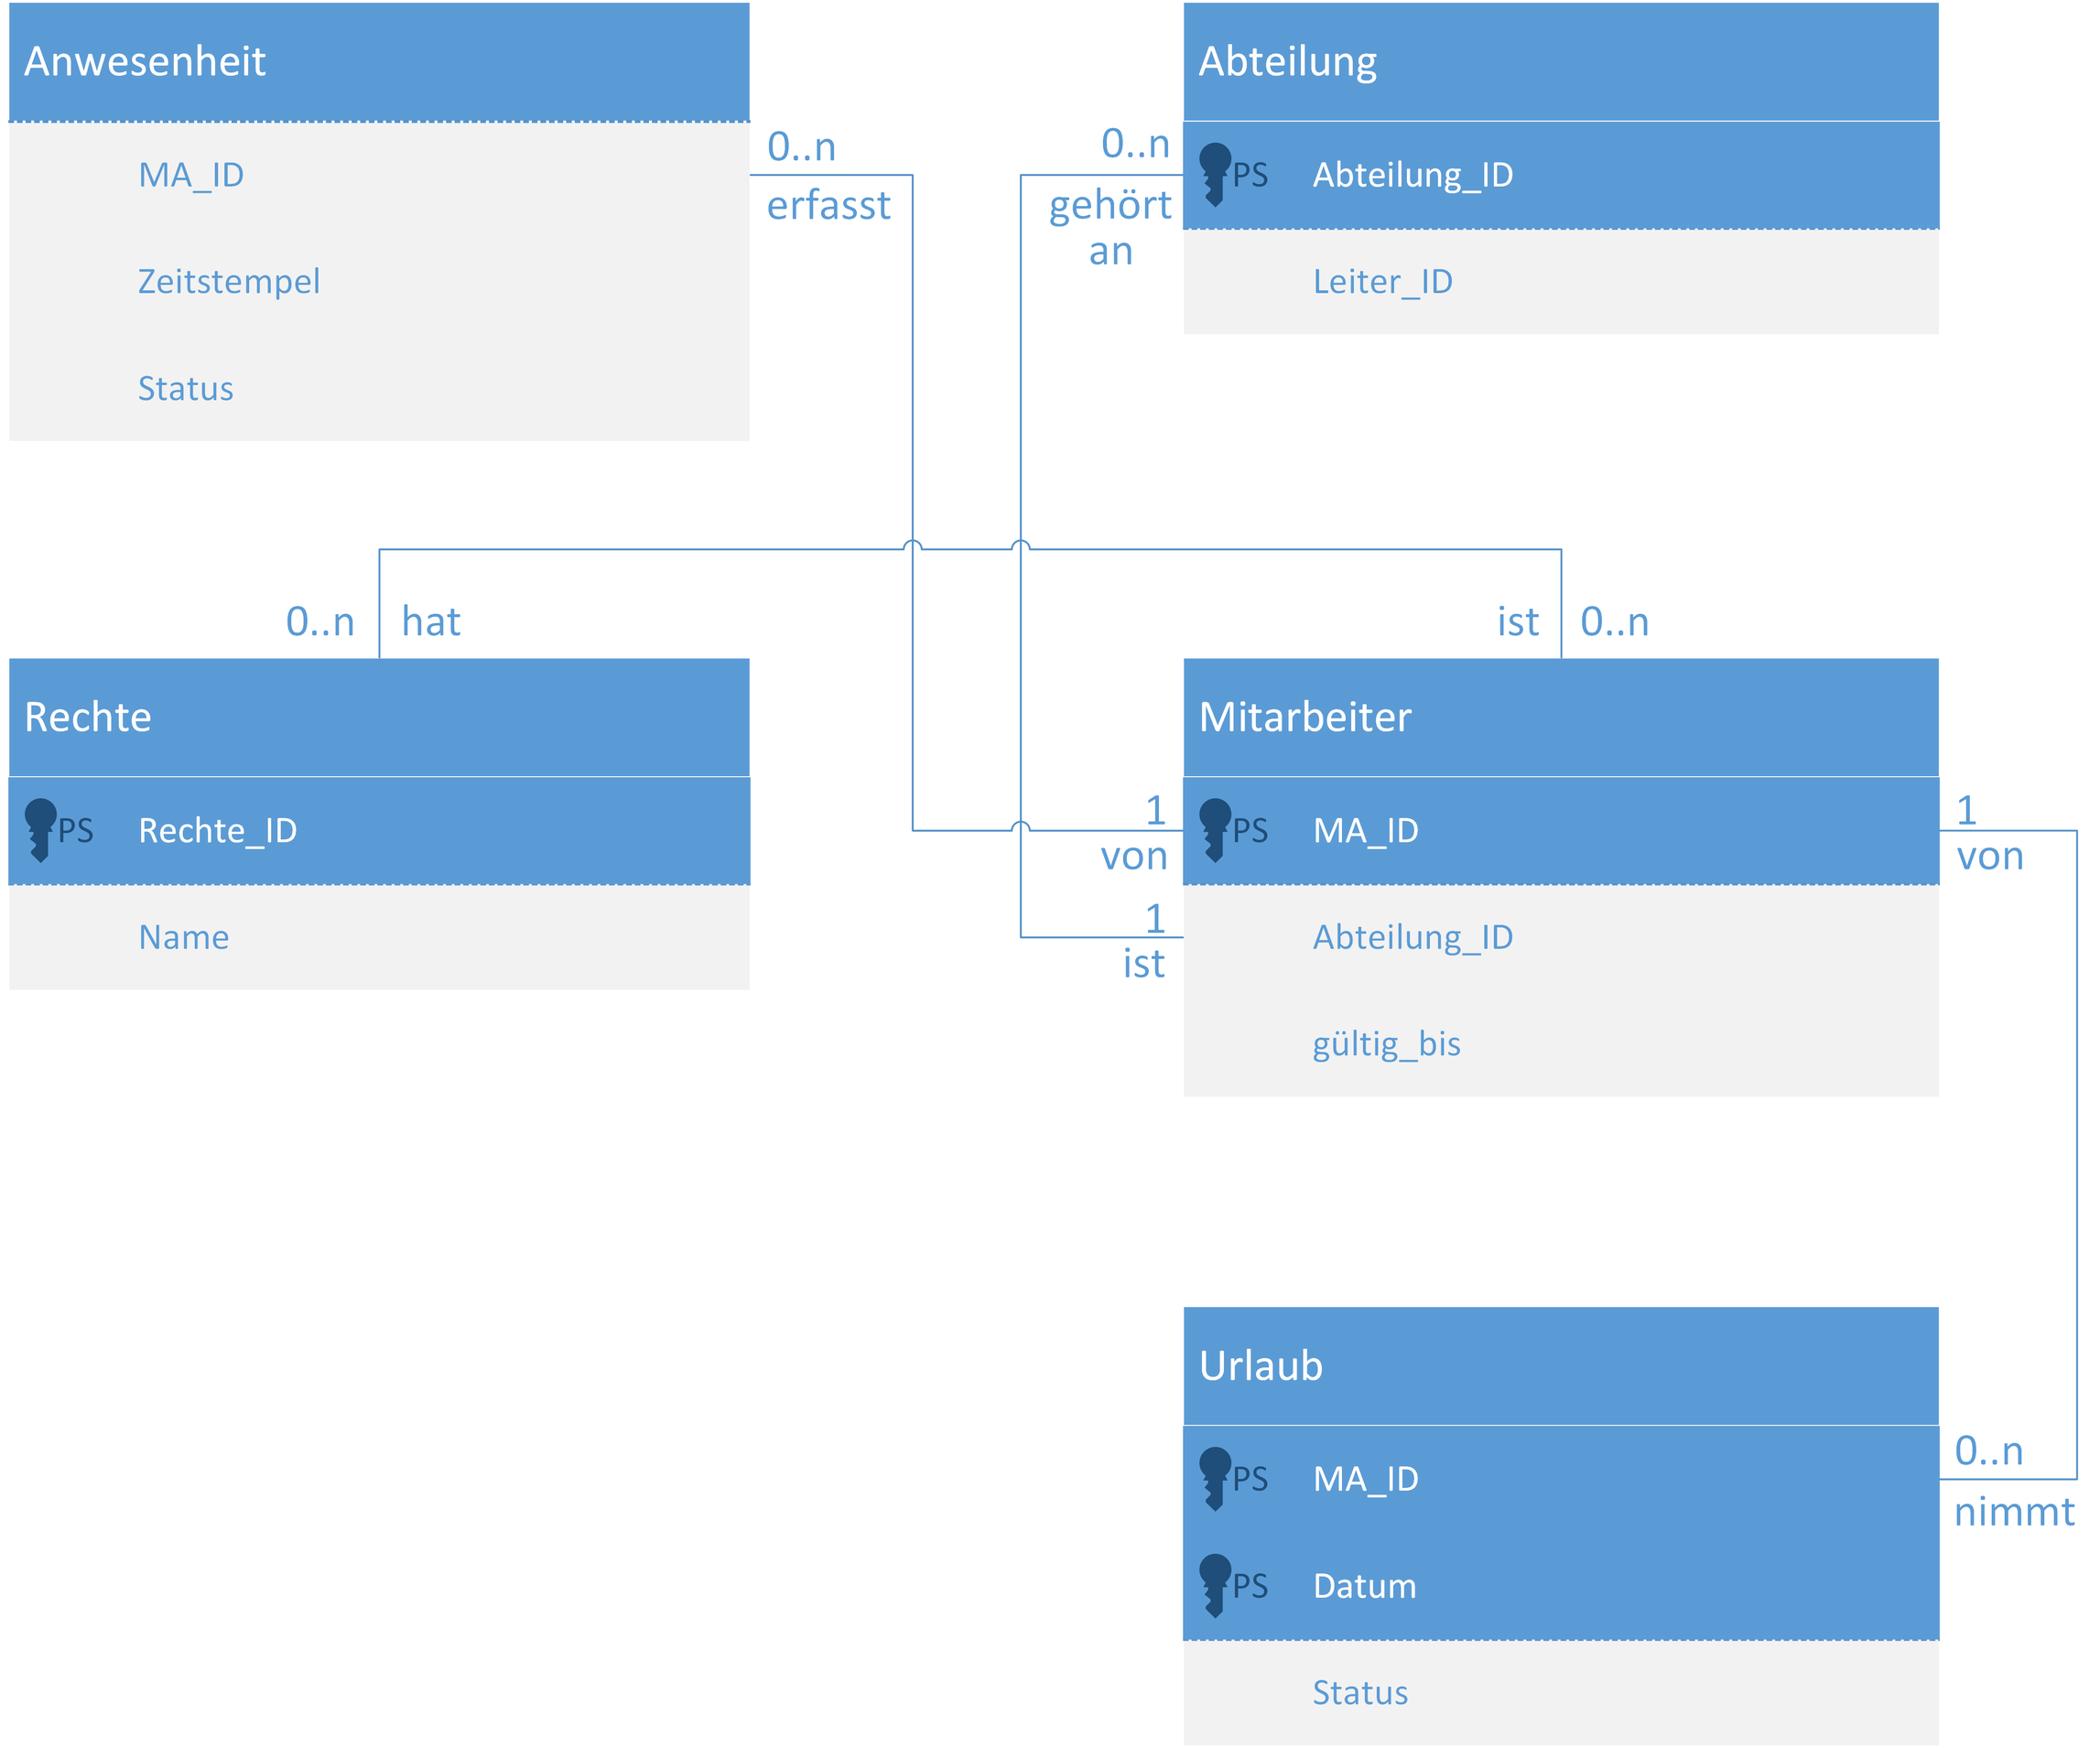 Anwesenheit
MA_ID
Zeitstempel
Status
0..n
erfasst
0..n
gehört
an
Abteilung
PS Abteilung_ID
Leiter_ID
0..n hat
ist 0..n
Rechte
PS Rechte_ID
Name
1
von
1
ist
Mitarbeiter
PS MA_ID
Abteilung_ID
gültig_bis
1
von
Urlaub
PS MA_ID
PS Datum
Status
0..n
nimmt